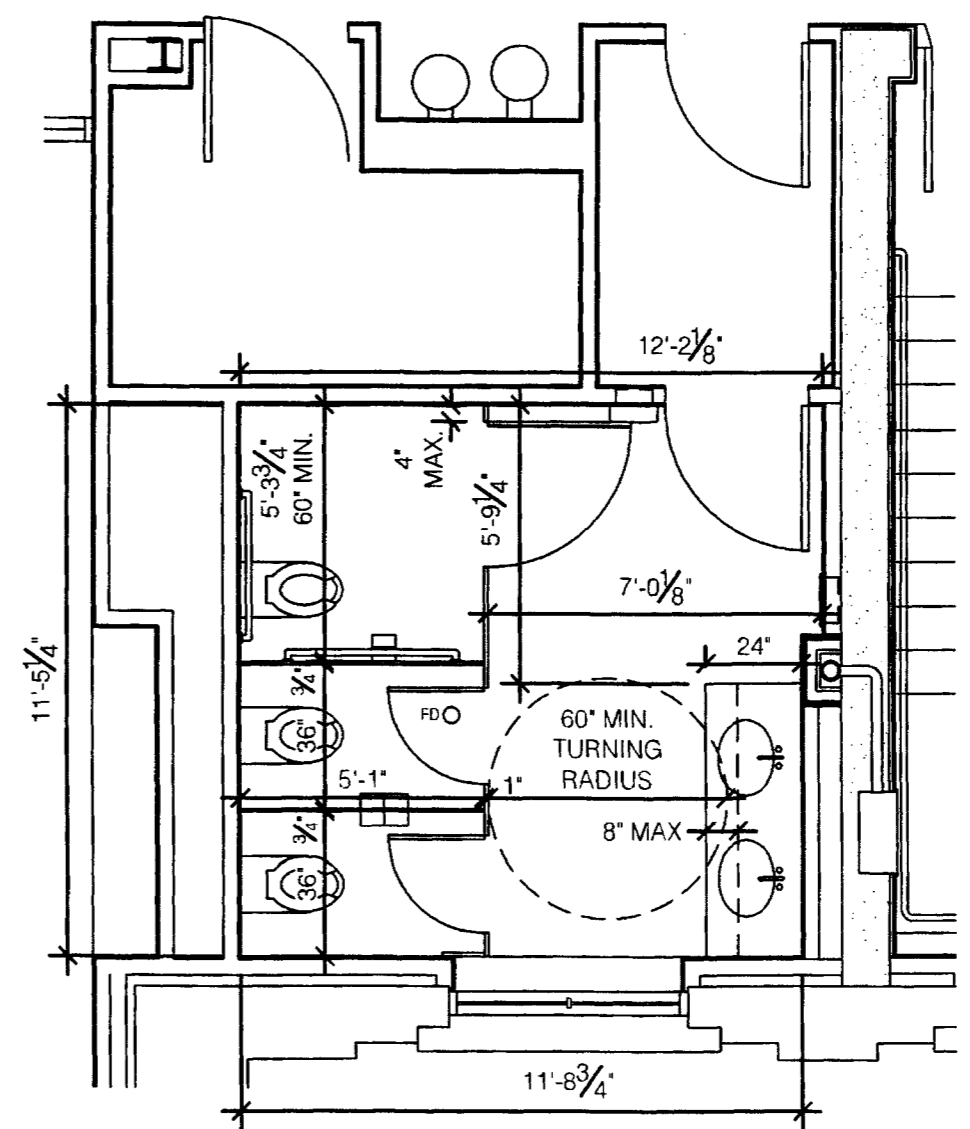 12'-2 1/8"
5'-3 3/4"
60" MIN.
4"
MAX.
5'-9 1/4"
7'-0 1/8"
11'-5 1/4"
24"
3/4"
36"
FD
60" MIN.
TURNING
RADIUS
5'-1"
1"
8" MAX
3/4"
36"
11'-8 3/4"